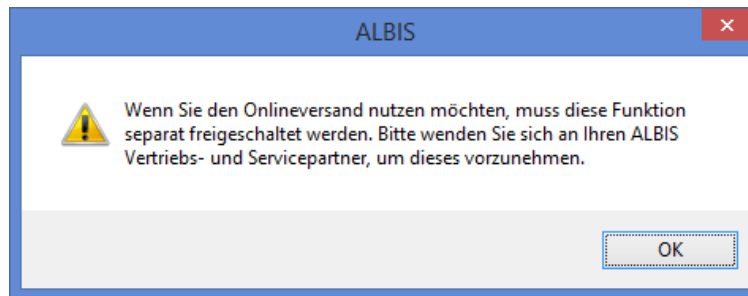 ALBIS
Wenn Sie den Onlineversand nutzen möchten, muss diese Funktion
separat freigeschaltet werden. Bitte wenden Sie sich an Ihren ALBIS
Vertriebs- und Servicepartner, um dieses vorzunehmen.
OK